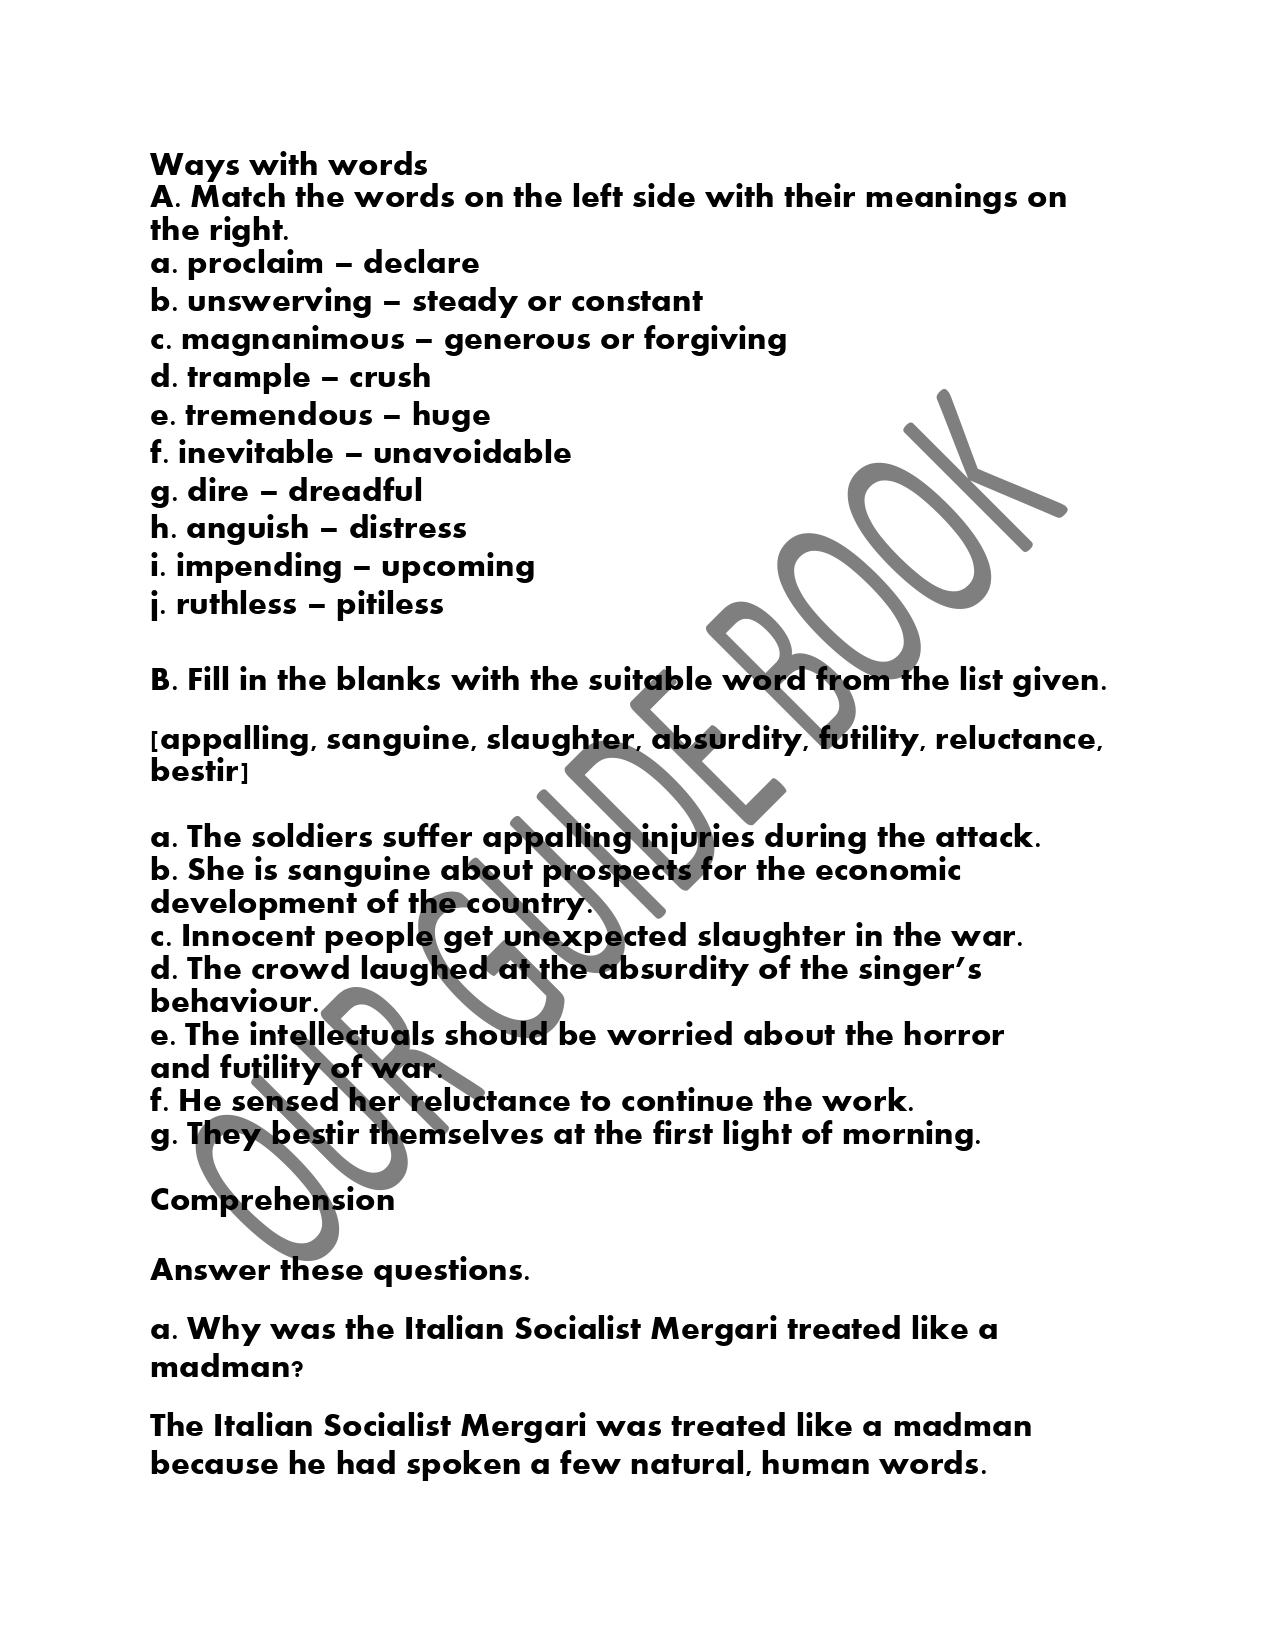 Ways with words
A. Match the words on the left side with their meanings on
the right.
a. proclaim – declare
b. unswerving – steady or constant
c. magnanimous – generous or forgiving
d. trample – crush
e. tremendous – huge
f. inevitable – unavoidable
g. dire – dreadful
h. anguish – distress
i. impending – upcoming
j. ruthless – pitiless
B. Fill in the blanks with the suitable word from the list given.
[appalling, sanguine, slaughter, absurdity, futility, reluctance,
bestir]
a. The soldiers suffer appalling injuries during the attack.
b. She is sanguine about prospects for the economic
development of the country.
c. Innocent people get unexpected slaughter in the war.
d. The crowd laughed at the absurdity of the singer’s
behaviour.
e. The intellectuals should be worried about the horror
and futility of war.
f. He sensed her reluctance to continue the work.
g. They bestir themselves at the first light of morning.
Comprehension
Answer these questions.
a. Why was the Italian Socialist Mergari treated like a
madman?
The Italian Socialist Mergari was treated like a madman
because he had spoken a few natural, human words.
OUR GUIDE BOOK